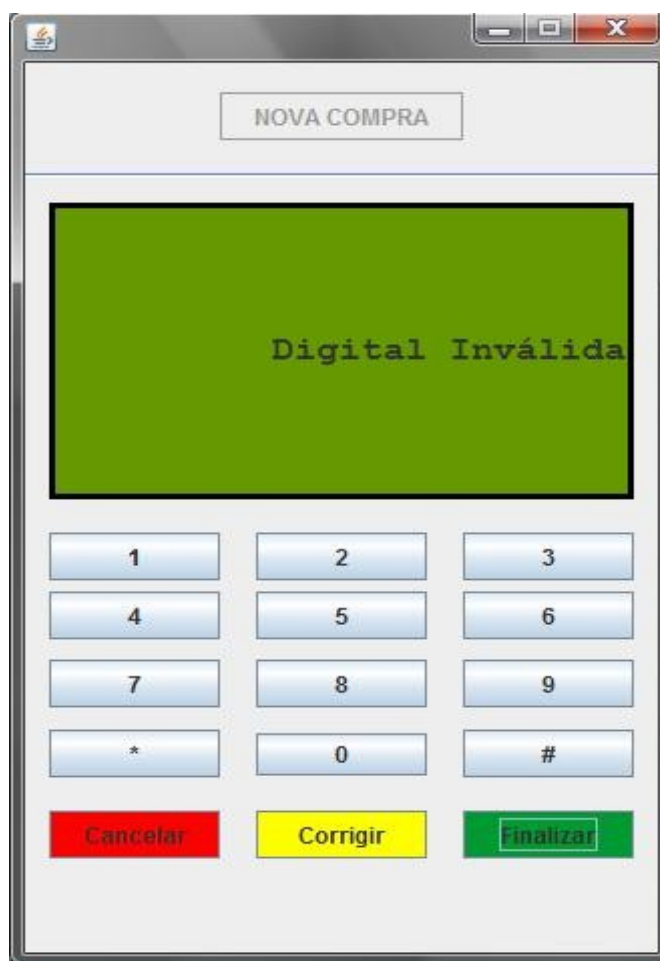 NOVA COMPRA
Digital Inválida
1 2 3
4 5 6
7 8 9
* 0 #
Cancelar Corrigir Finalizar